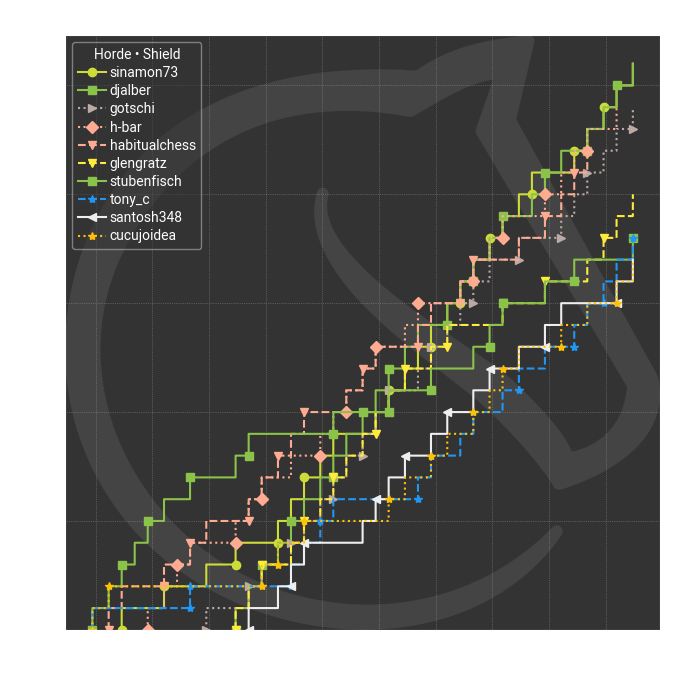 Horde • Shield
sinamon73
djalber
gotschi
h-bar
habitualchess
glengratz
stubenfisch
tony_c
santosh348
cucujoidea